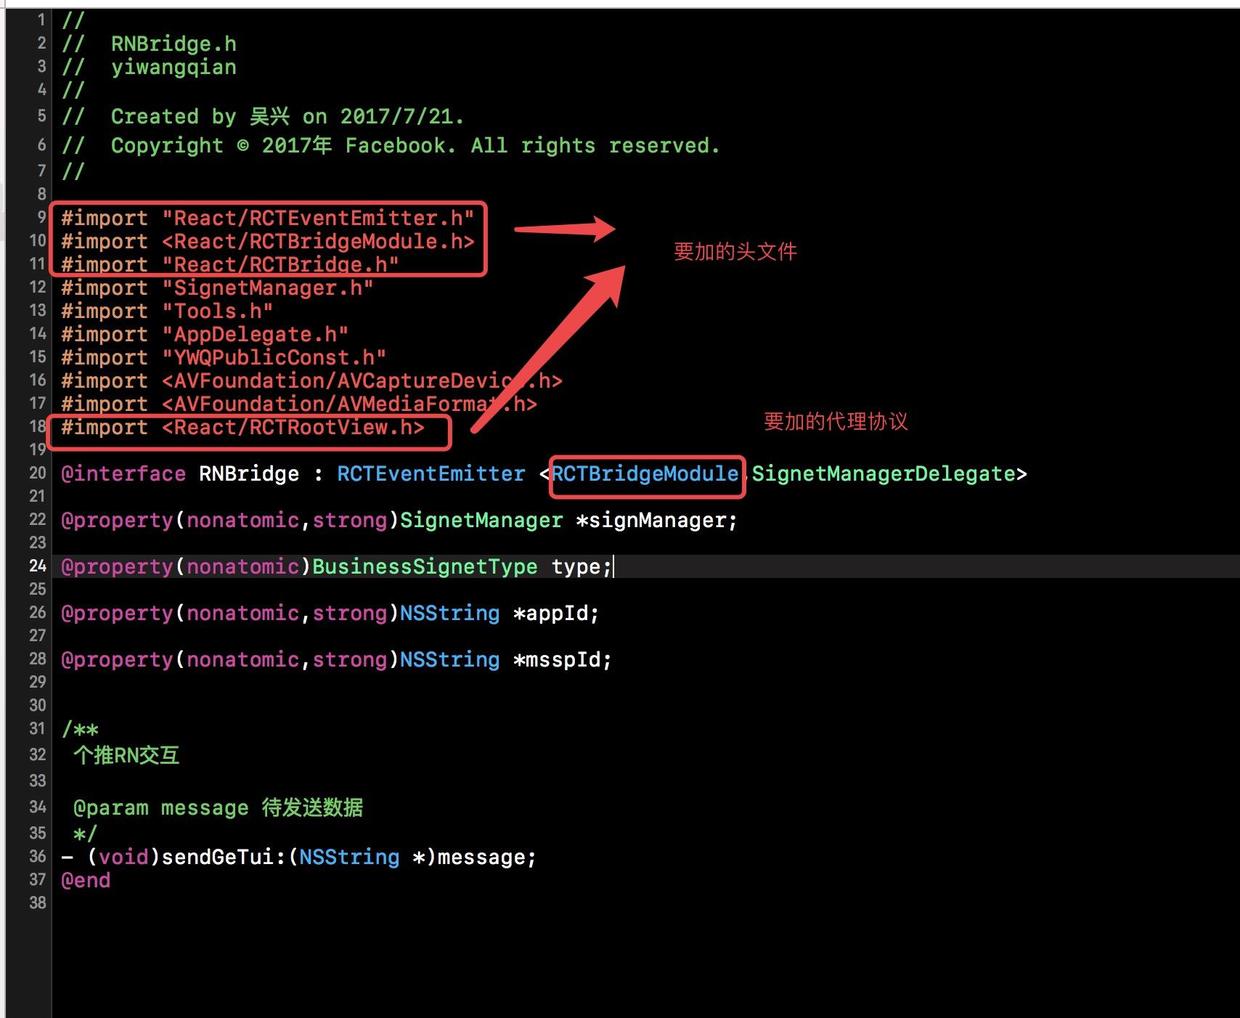 1 //
2 //  RNBridge.h
3 //  yiwangqian
4 //
5 //  Created by 吴兴 on 2017/7/21.
6 //  Copyright © 2017年 Facebook. All rights reserved.
7 //
8
9 #import "React/RCTEventEmitter.h"
10 #import <React/RCTBridgeModule.h>
要加的头文件
11 #import "React/RCTBridge.h"
12 #import "SignetManager.h"
13 #import "Tools.h"
14 #import "AppDelegate.h"
15 #import "YWQPublicConst.h"
16 #import <AVFoundation/AVCaptureDevice.h>
17 #import <AVFoundation/AVMediaFormat.h>
18 #import <React/RCTRootView.h>
要加的代理协议
19
20 @interface RNBridge : RCTEventEmitter <RCTBridgeModule,SignetManagerDelegate>
21
22 @property(nonatomic,strong)SignetManager *signManager;
23
24 @property(nonatomic)BusinessSignetType type;
25
26 @property(nonatomic,strong)NSString *appId;
27
28 @property(nonatomic,strong)NSString *msspId;
29
30
31 /**
32  个推RN交互
33
34  @param message 待发送数据
35  */
36 - (void)sendGeTui:(NSString *)message;
37 @end
38